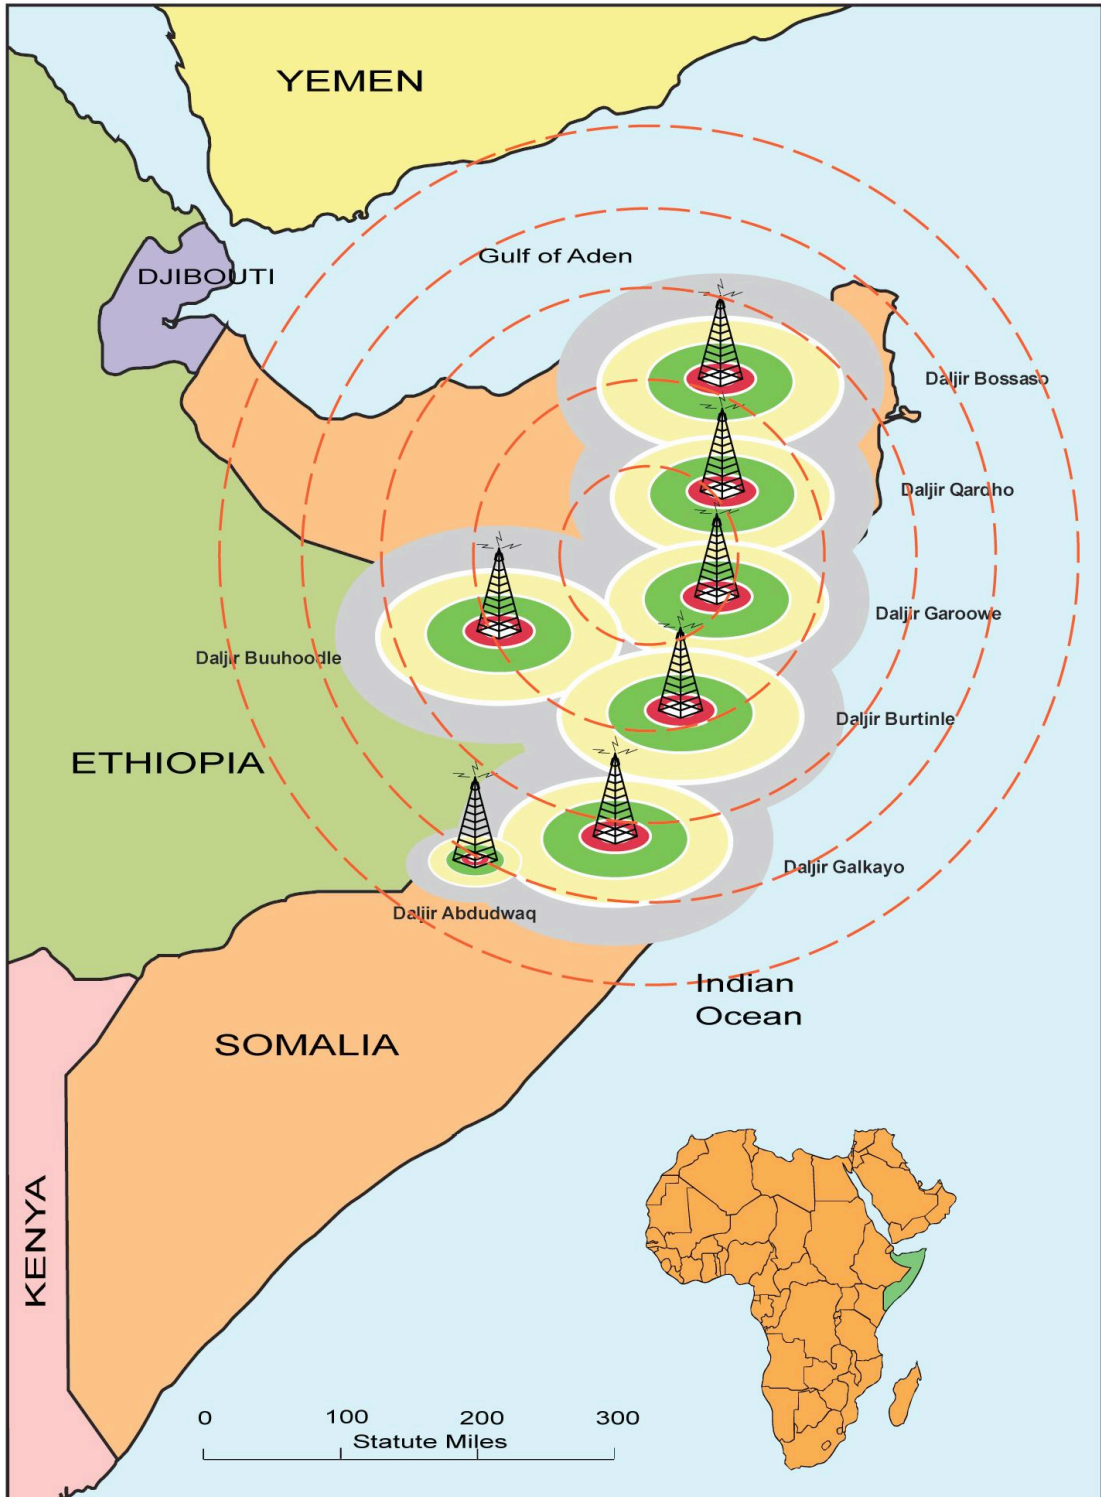 YEMEN
Gulf of Aden
DJIBOUTI
Daljir Bossaso
Daljir Qardho
Daljir Garoowe
Daljir Buuhoodle
Daljir Burtinle
ETHIOPIA
Daljir Galkayo
Daljir Abdudwaq
Indian
Ocean
SOMALIA
KENYA
0 100 200 300
Statute Miles